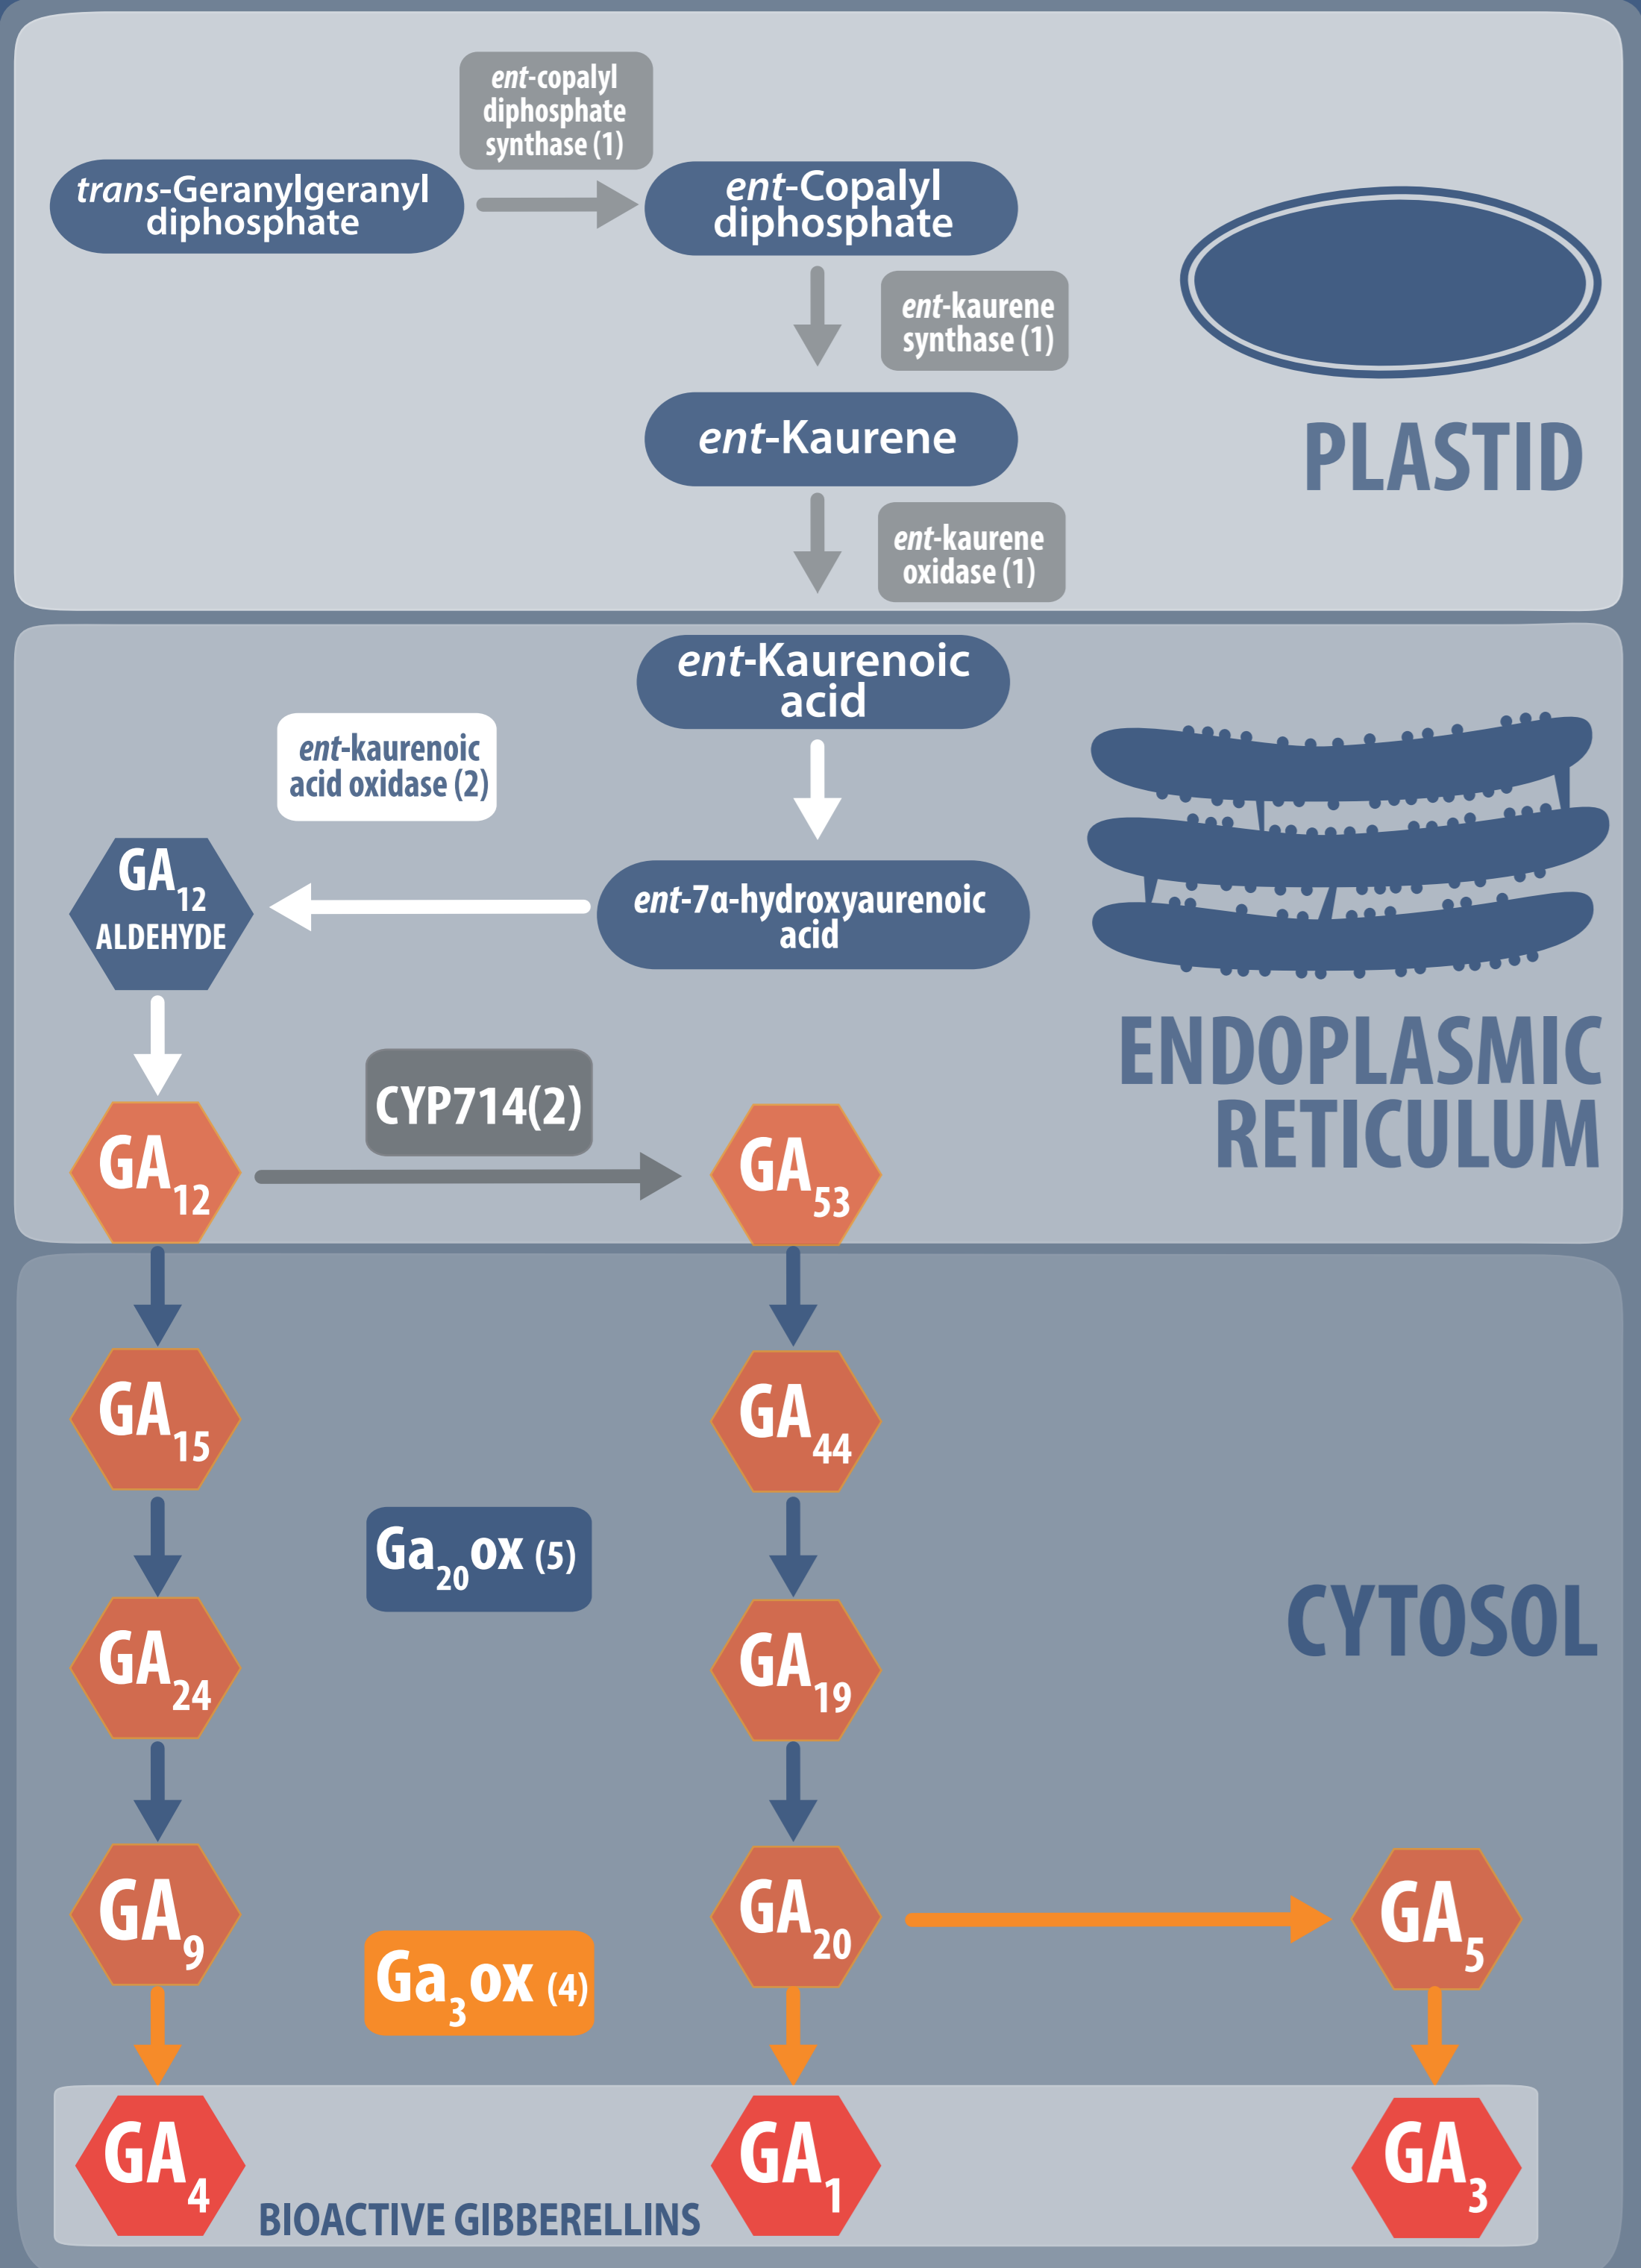 ent-copalyl
diphosphate
synthase (1)
trans-Geranylgeranyl
diphosphate
ent-Copalyl
diphosphate
ent-kaurene
synthase (1)
ent-Kaurene
PLASTID
ent-kaurene
oxidase (1)
ent-Kaurenoic
acid
ent-kaurenoic
acid oxidase (2)
GA12
ALDEHYDE
ent-7α-hydroxyaurenoic
acid
ENDOPLASMIC
RETICULUM
CYP714(2)
GA12
GA53
GA15
GA44
Ga20ox (5)
CYTOSOL
GA24
GA19
GA9
GA20
GA5
Ga3ox (4)
GA4
GA1
GA3
BIOACTIVE GIBBERELLINS